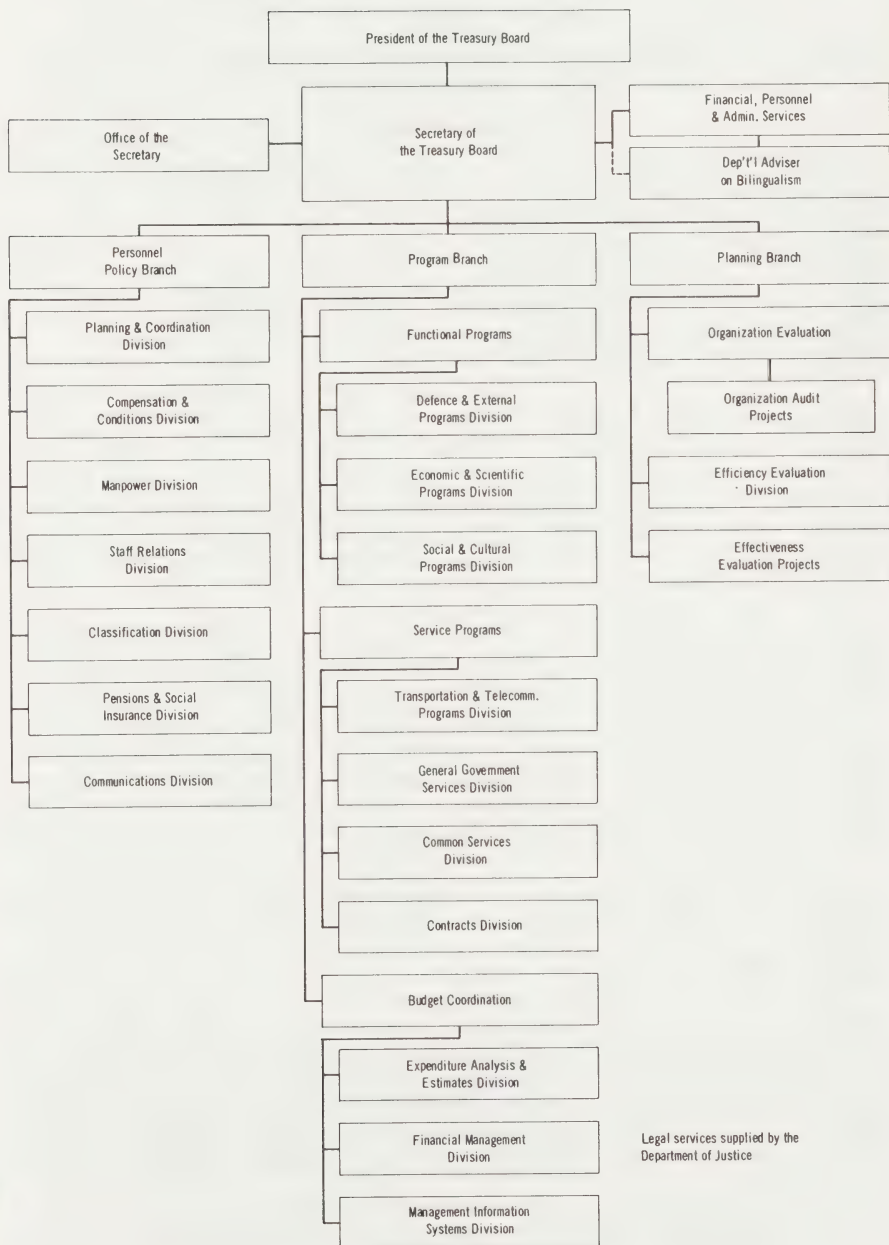 President of the Treasury Board
Office of the
Secretary
Secretary of
the Treasury Board
Financial, Personnel
& Admin. Services
Dep't'l Adviser
on Bilingualism
Personnel
Policy Branch
Planning & Coordination
Division
Compensation &
Conditions Division
Manpower Division
Staff Relations
Division
Classification Division
Pensions & Social
Insurance Division
Communications Division
Program Branch
Functional Programs
Defence & External
Programs Division
Economic & Scientific
Programs Division
Social & Cultural
Programs Division
Service Programs
Transportation & Telecomm.
Programs Division
General Government
Services Division
Common Services
Division
Contracts Division
Budget Coordination
Expenditure Analysis &
Estimates Division
Financial Management
Division
Management Information
Systems Division
Planning Branch
Organization Evaluation
Organization Audit
Projects
Efficiency Evaluation
Division
Effectiveness
Evaluation Projects
Legal services supplied by the
Department of Justice